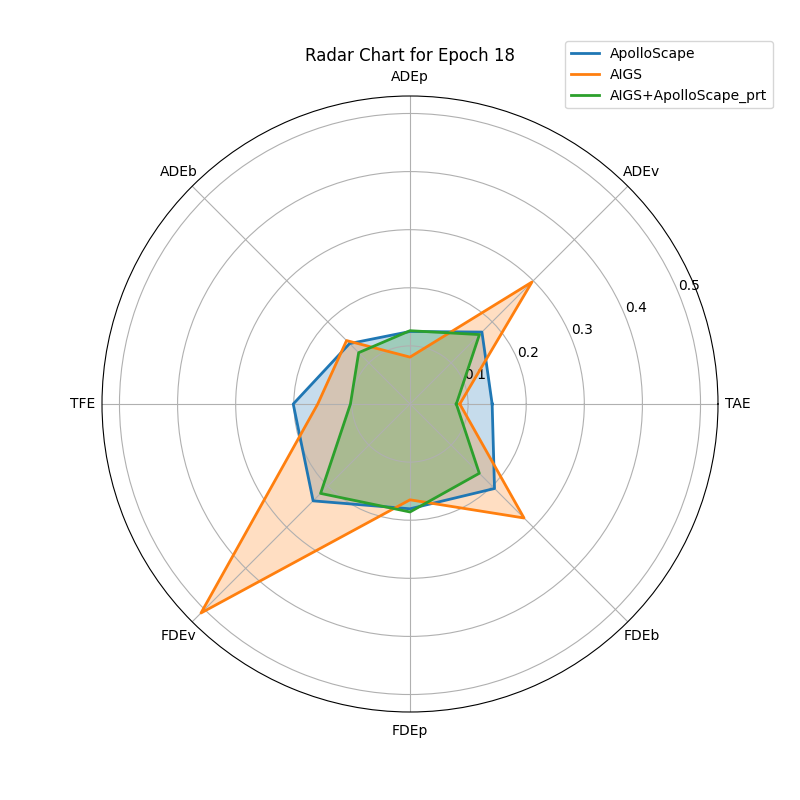 Radar Chart for Epoch 18
ApolloScape
AIGS
AIGS+ApolloScape_prt
ADEp
ADEb
ADEv
0.5
0.4
0.3
0.2
0.1
TFE
TAE
FDEv
FDEb
FDEp